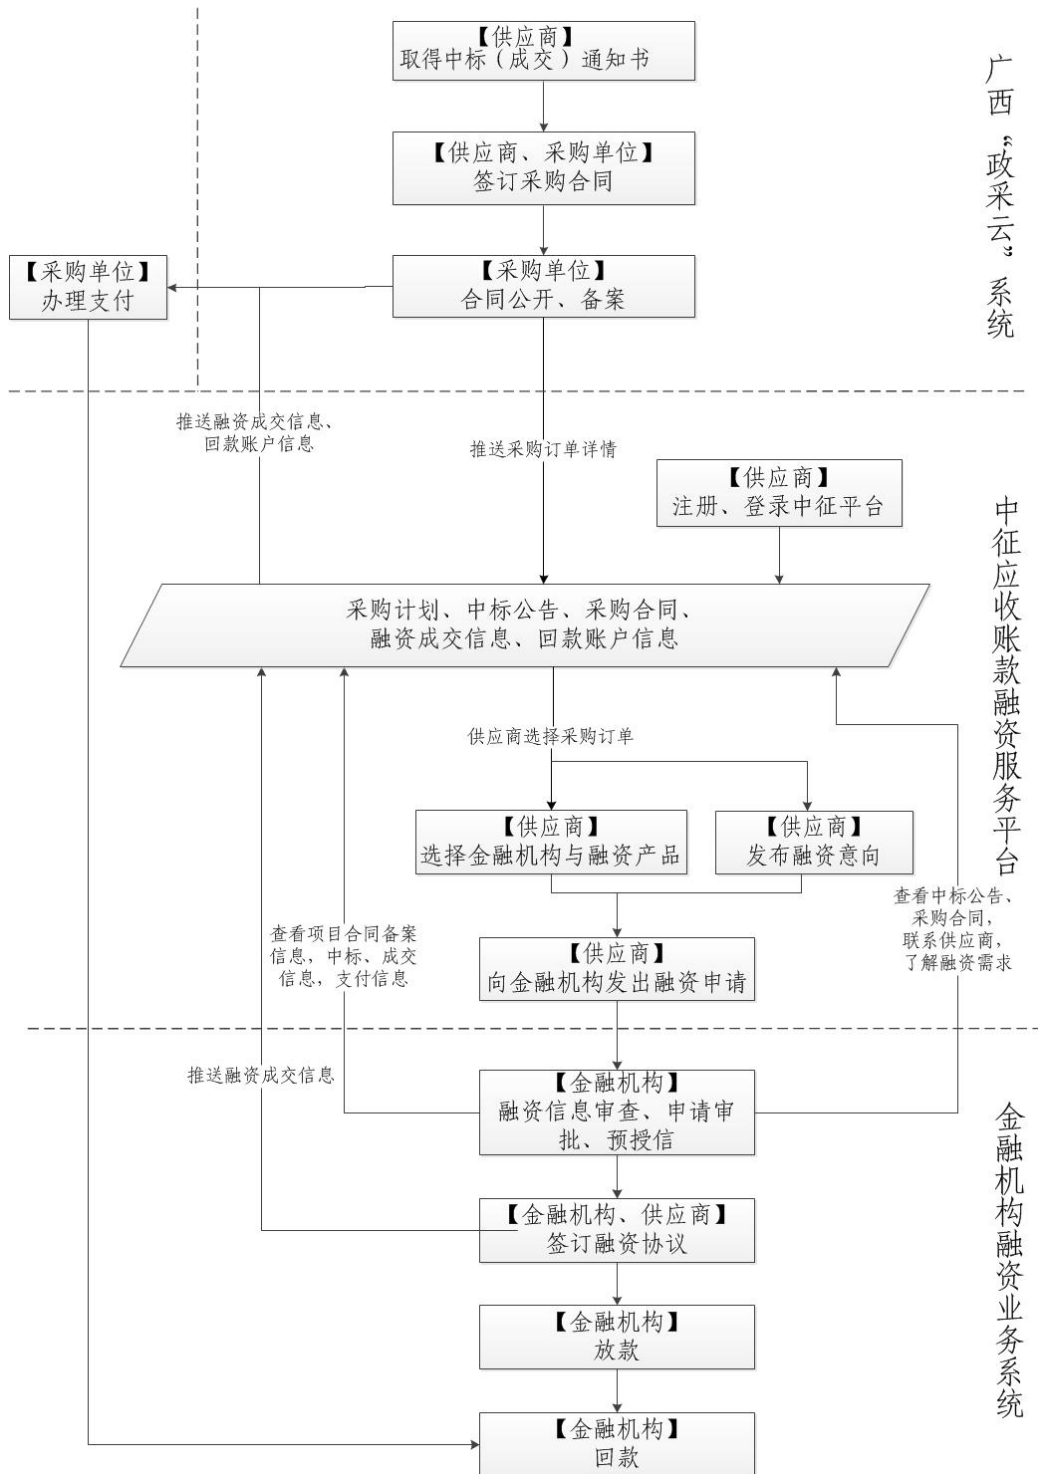 【供应商】
取得中标（成交）通知书
【供应商、采购单位】
签订采购合同
【采购单位】
合同公开、备案
【采购单位】
办理支付
广西“政采云”系统
推送融资成交信息、
回款账户信息
推送采购订单详情
【供应商】
注册、登录中征平台
采购计划、中标公告、采购合同、
融资成交信息、回款账户信息
中征应收账款融资服务平台
供应商选择采购订单
【供应商】
选择金融机构与融资产品
【供应商】
发布融资意向
查看项目合同备案
信息，中标、成交
信息，支付信息
【供应商】
向金融机构发出融资申请
查看中标公告、
采购合同，
联系供应商，
了解融资需求
推送融资成交信息
【金融机构】
融资信息审查、申请审
批、预授信
【金融机构、供应商】
签订融资协议
【金融机构】
放款
【金融机构】
回款
金融机构融资业务系统